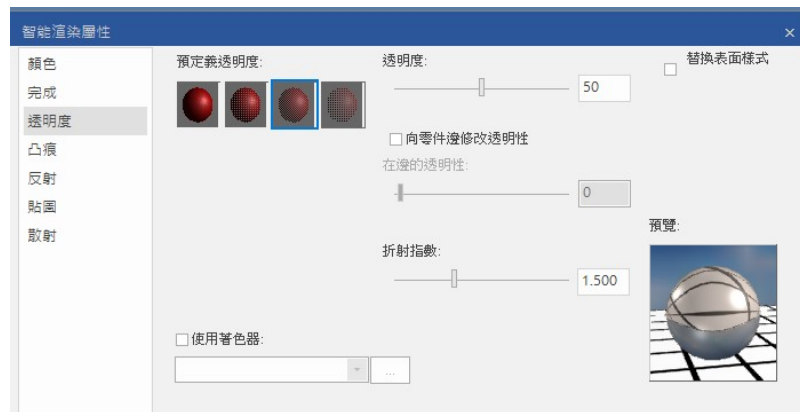 智能渲染屬性
顏色
完成
透明度
凸痕
反射
貼圖
散射
預定義透明度:
透明度:
50
向零件邊修改透明性
在邊的透明性:
0
折射指數:
1.500
使用著色器:
...
替換表面樣式
預覽: